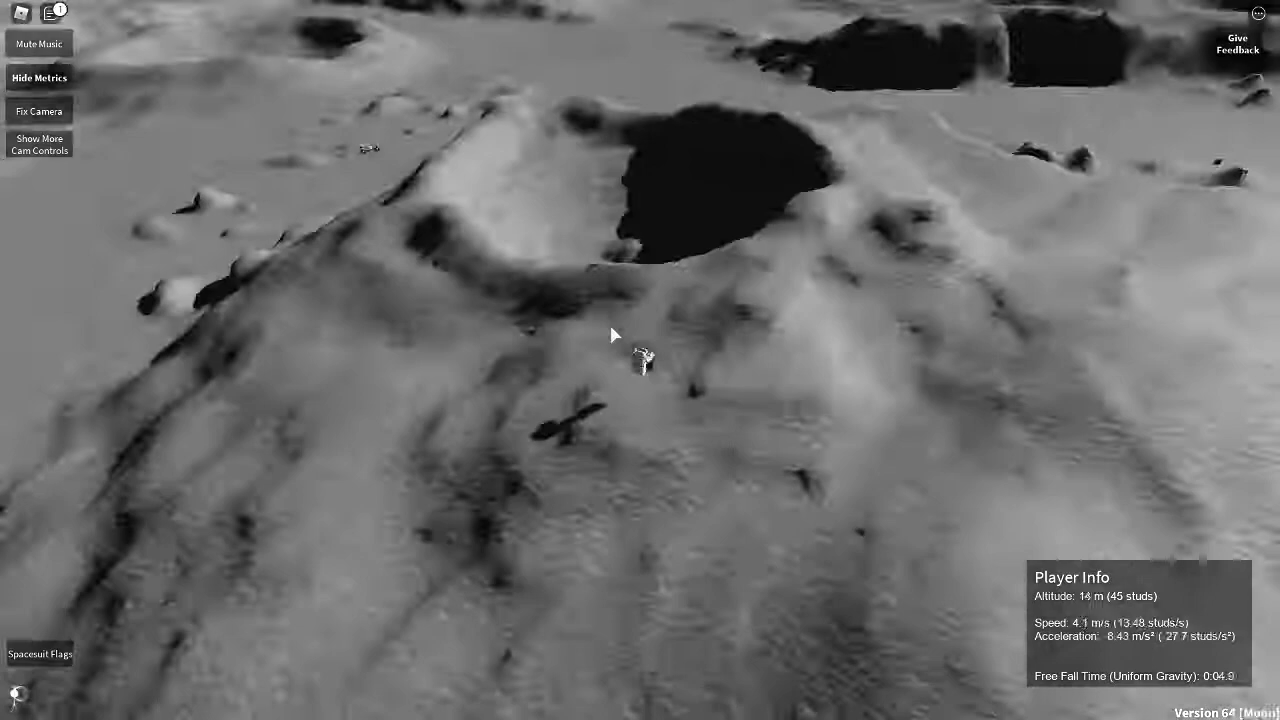 1
Mute Music
Hide Metrics
Fix Camera
Show More
Cam Controls
Give
Feedback
Player Info
Altitude: 14 m (45 studs)
Speed: 4.1 m/s (13.48 studs/s)
Acceleration: -8.43 m/s² (-27.7 studs/s²)
Free Fall Time (Uniform Gravity): 0:04.9
Spacesuit Flags
Version 64 [Moon]